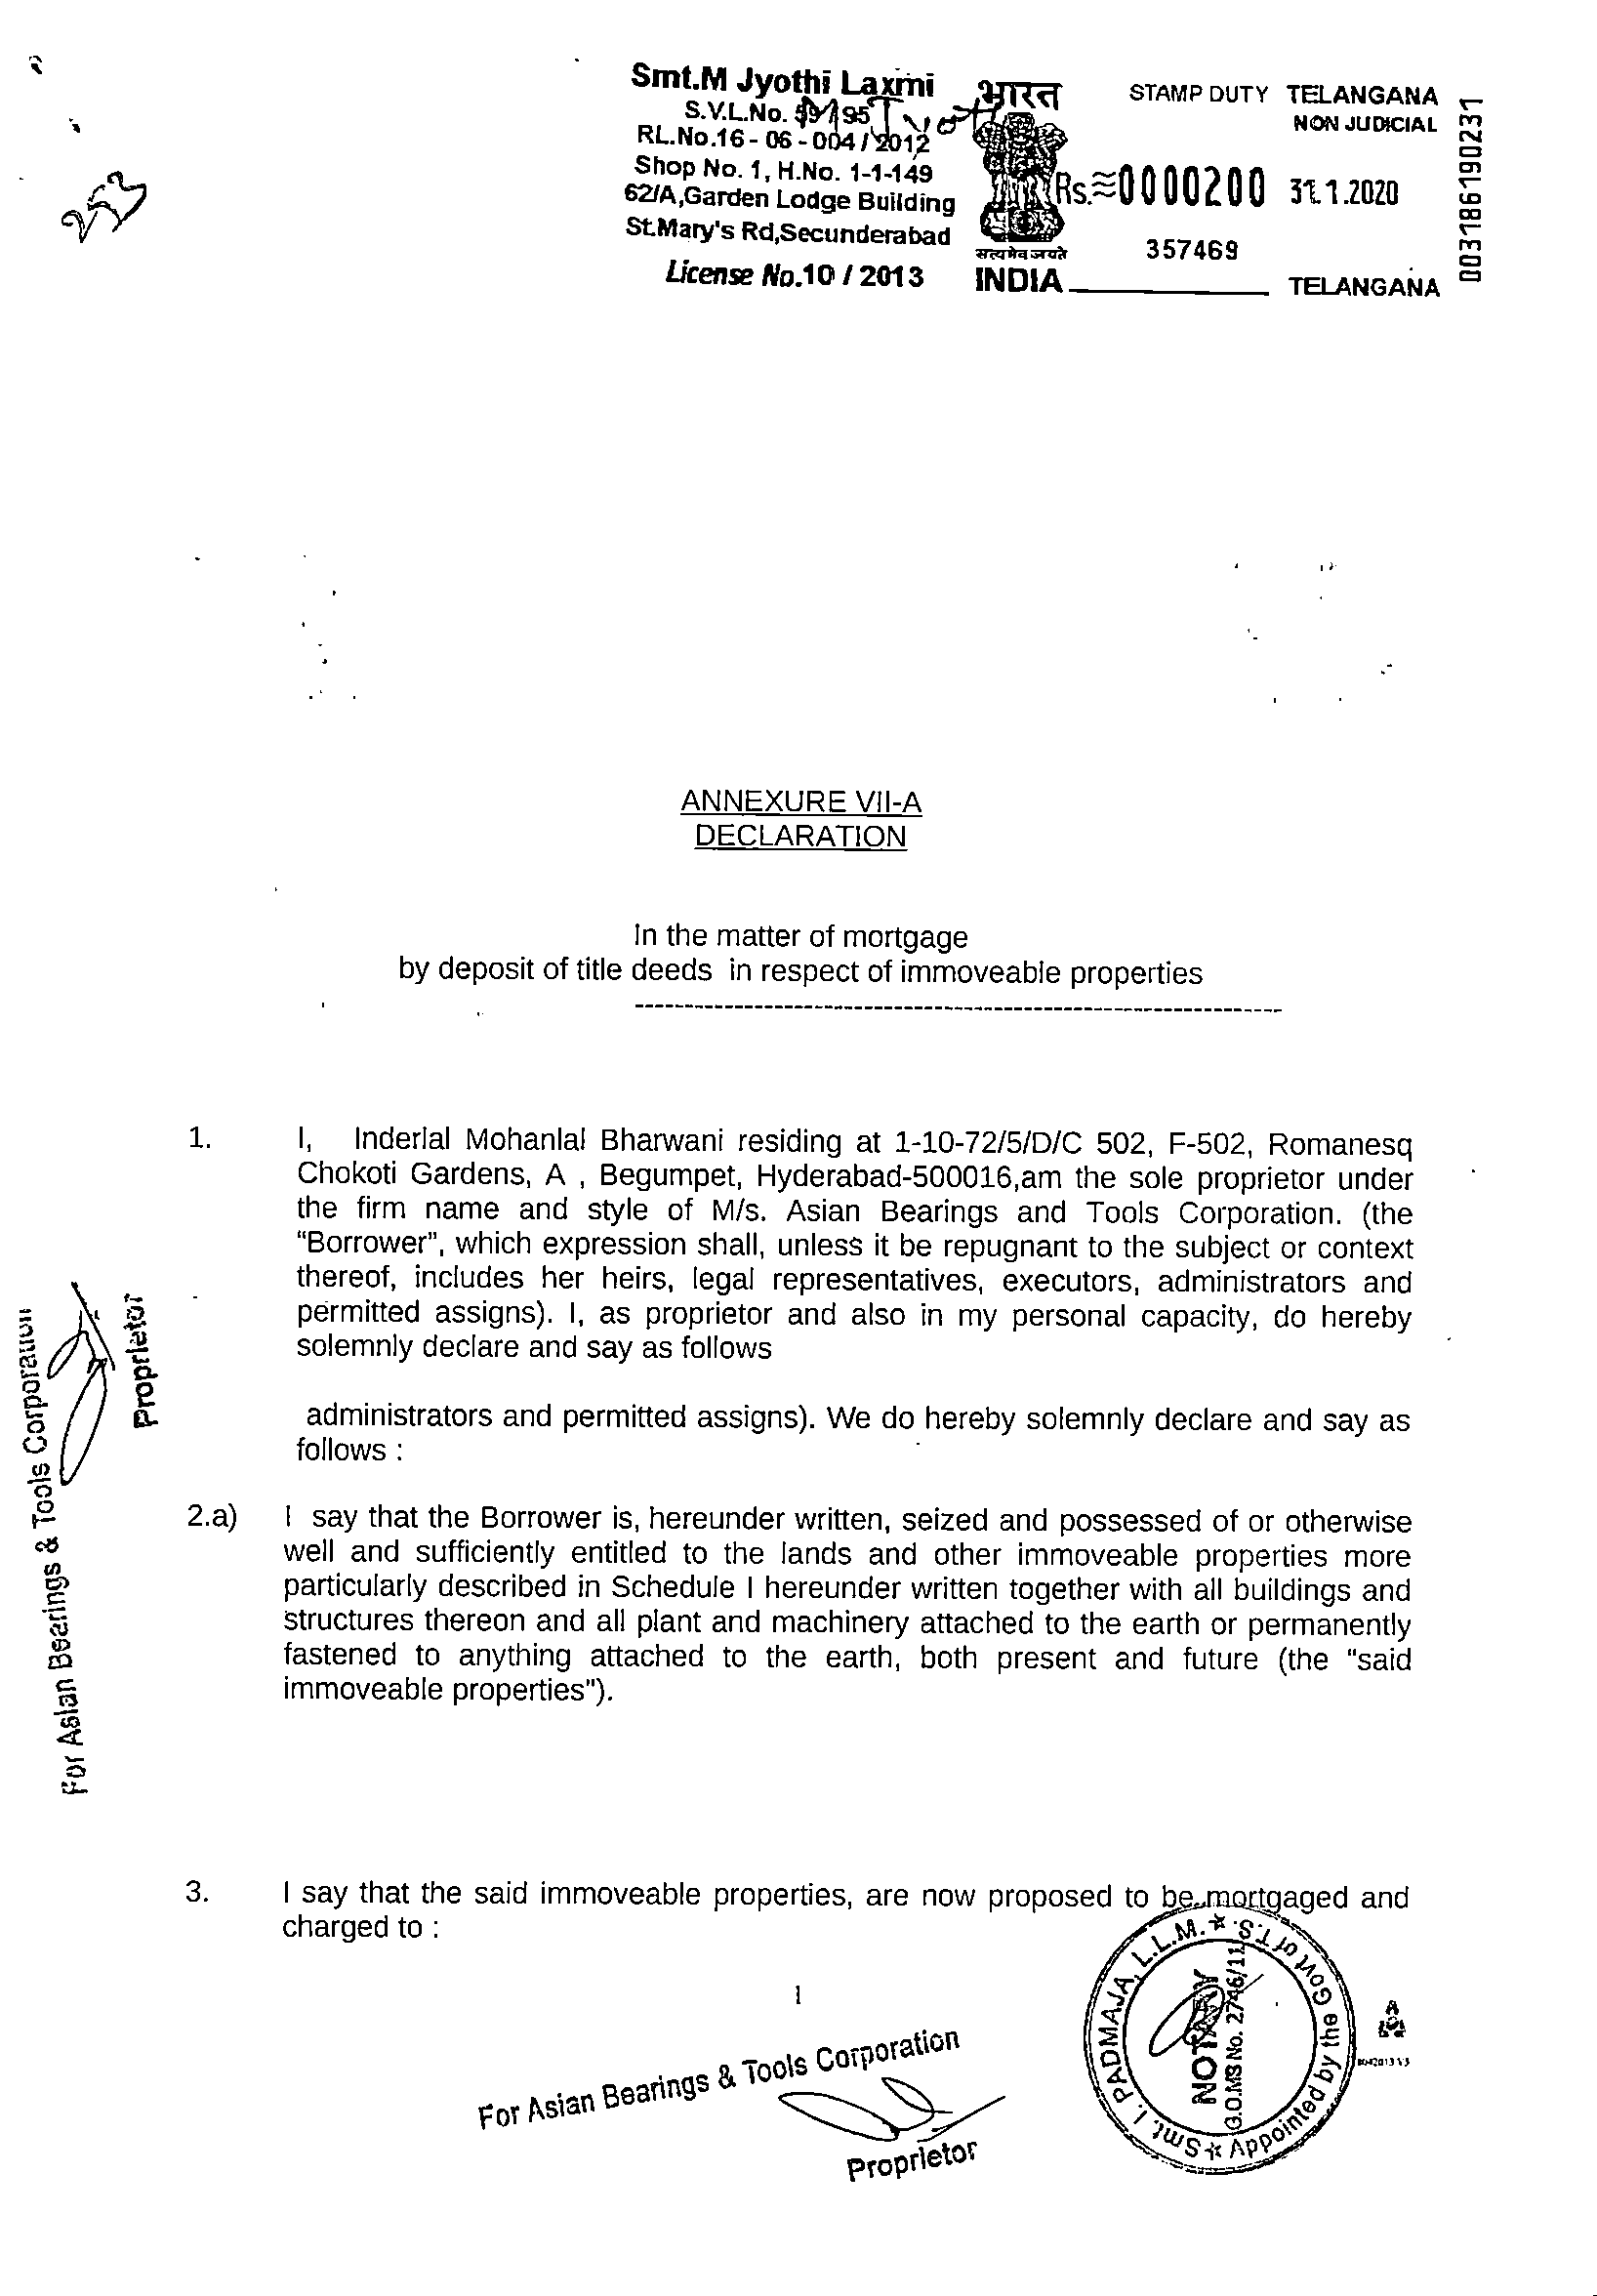 Smt.M Jyothi Laxmi
S.V.L.No.
RL.No.16 - 06 - 004 / 2012
Shop No. 1, H.No. 1-1-149
62/A,Garden Lodge Building
St.Mary's Rd,Secunderabad
License No.10 / 2013
भारत
सत्यमेव जयते
INDIA
STAMP DUTY TELANGANA
NON JUDICIAL
Rs.≈0000200 31.1.2020
357469
TELANGANA
003186190231
ANNEXURE VII-A
DECLARATION
In the matter of mortgage
by deposit of title deeds in respect of immoveable properties
1. I, Inderlal Mohanlal Bharwani residing at 1-10-72/5/D/C 502, F-502, Romanesq
Chokoti Gardens, A , Begumpet, Hyderabad-500016,am the sole proprietor under
the firm name and style of M/s. Asian Bearings and Tools Corporation. (the
“Borrower”, which expression shall, unless it be repugnant to the subject or context
thereof, includes her heirs, legal representatives, executors, administrators and
permitted assigns). I, as proprietor and also in my personal capacity, do hereby
solemnly declare and say as follows
administrators and permitted assigns). We do hereby solemnly declare and say as
follows :
2.a) I say that the Borrower is, hereunder written, seized and possessed of or otherwise
well and sufficiently entitled to the lands and other immoveable properties more
particularly described in Schedule I hereunder written together with all buildings and
structures thereon and all plant and machinery attached to the earth or permanently
fastened to anything attached to the earth, both present and future (the “said
immoveable properties”).
3. I say that the said immoveable properties, are now proposed to be mortgaged and
charged to :
1
For Asian Bearings & Tools Corporation
Proprietor
For Asian Bearings & Tools Corporation
Proprietor
Smt. I. PADMAJA, L.L.M. * * Appointed by the Govt of T.S.
NOTARY
G.O.MS No. 2746/11